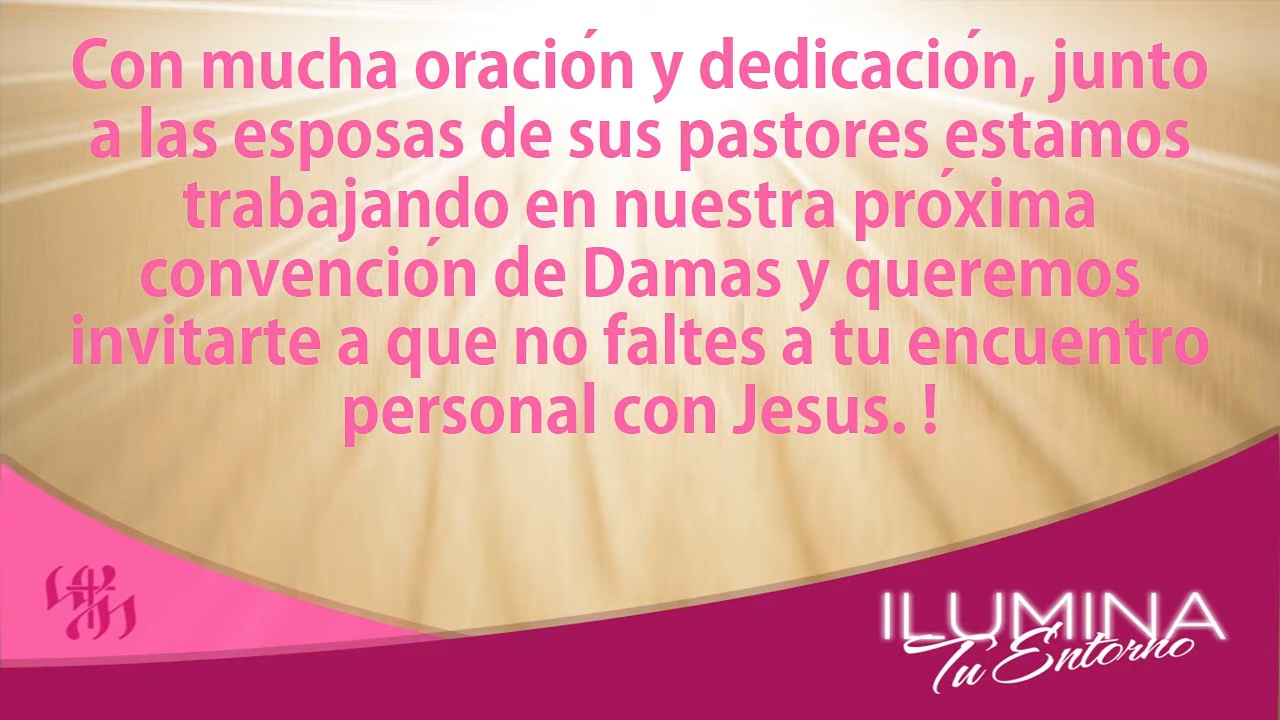 Con mucha oración y dedicación, junto
a las esposas de sus pastores estamos
trabajando en nuestra próxima
convención de Damas y queremos
invitarte a que no faltes a tu encuentro
personal con Jesus. !
ILUMINA
Tu Entorno